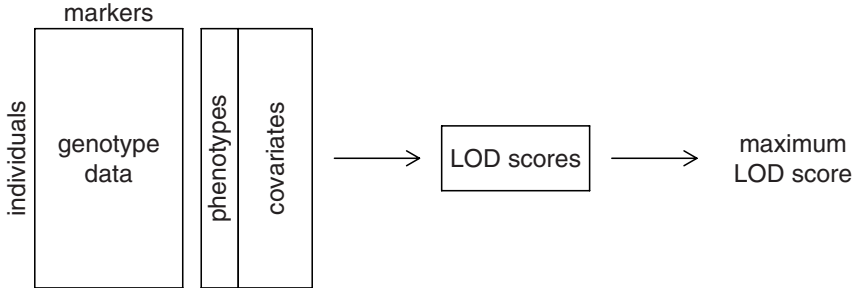 markers
individuals
genotype
data
phenotypes
covariates
LOD scores
maximum
LOD score